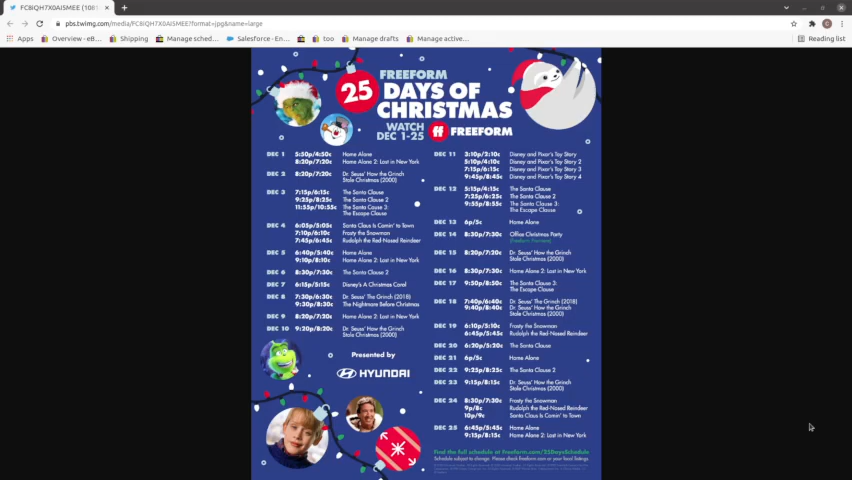 FC8IQH7X0AISMEE (1081
pbs.twimg.com/media/FC8IQH7X0AISMEE?format=jpg&name=large
Apps Overview - eB... Shipping Manage sched... Salesforce - En... too Manage drafts Manage active... Reading list
25
FREEFORM
DAYS OF
CHRISTMAS
WATCH
DEC 1-25
ff FREEFORM
DEC 1 5:50p/4:50c Home Alone
8:20p/7:20c Home Alone 2: Lost in New York
DEC 2 8:20p/7:20c Dr. Seuss' How the Grinch
Stole Christmas (2000)
DEC 3 7:15p/6:15c The Santa Clause
9:25p/8:25c The Santa Clause 2
11:55p/10:55c The Santa Clause 3:
The Escape Clause
DEC 4 6:05p/5:05c Santa Claus Is Comin' to Town
7:10p/6:10c Frosty the Snowman
7:45p/6:45c Rudolph the Red-Nosed Reindeer
DEC 5 6:40p/5:40c Home Alone
9:10p/8:10c Home Alone 2: Lost in New York
DEC 6 8:30p/7:30c The Santa Clause 2
DEC 7 6:15p/5:15c Disney's A Christmas Carol
DEC 8 7:30p/6:30c Dr. Seuss' The Grinch (2018)
9:30p/8:30c The Nightmare Before Christmas
DEC 9 8:20p/7:20c Home Alone 2: Lost in New York
DEC 10 9:20p/8:20c Dr. Seuss' How the Grinch
Stole Christmas (2000)
Presented by
HYUNDAI
DEC 11 3:10p/2:10c Disney and Pixar's Toy Story
5:10p/4:10c Disney and Pixar's Toy Story 2
7:15p/6:15c Disney and Pixar's Toy Story 3
9:45p/8:45c Disney and Pixar's Toy Story 4
DEC 12 5:15p/4:15c The Santa Clause
7:25p/6:25c The Santa Clause 2
9:55p/8:55c The Santa Clause 3:
The Escape Clause
DEC 13 6p/5c Home Alone
DEC 14 8:30p/7:30c Office Christmas Party
(Freeform Premiere)
DEC 15 8:20p/7:20c Dr. Seuss' How the Grinch
Stole Christmas (2000)
DEC 16 8:30p/7:30c Home Alone 2: Lost in New York
DEC 17 9:50p/8:50c The Santa Clause 3:
The Escape Clause
DEC 18 7:40p/6:40c Dr. Seuss' The Grinch (2018)
9:40p/8:40c Dr. Seuss' How the Grinch
Stole Christmas (2000)
DEC 19 6:10p/5:10c Frosty the Snowman
6:45p/5:45c Rudolph the Red-Nosed Reindeer
DEC 20 6:20p/5:20c The Santa Clause
DEC 21 6p/5c Home Alone
DEC 22 9:25p/8:25c The Santa Clause 2
DEC 23 9:15p/8:15c Dr. Seuss' How the Grinch
Stole Christmas (2000)
DEC 24 8:30p/7:30c Frosty the Snowman
9p/8c Rudolph the Red-Nosed Reindeer
10p/9c Santa Claus Is Comin' to Town
DEC 25 6:45p/5:45c Home Alone
9:15p/8:15c Home Alone 2: Lost in New York
Find the full schedule at Freeform.com/25DaysSchedule
Schedule subject to change. Please check Freeform.com or your local listings.